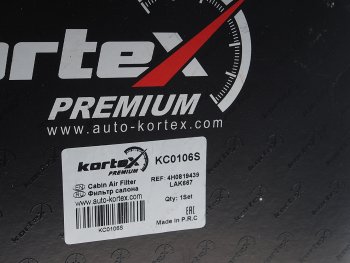 kortex
PREMIUM
www.auto-kortex.com
kortex
PREMIUM
KC0106S
Cabin Air Filter
Фильтр салона
www.auto-kortex.com
REF: 4H0819439
LAK667
Qty: 1Set
KC0106S
Made in P.R.C
EAC